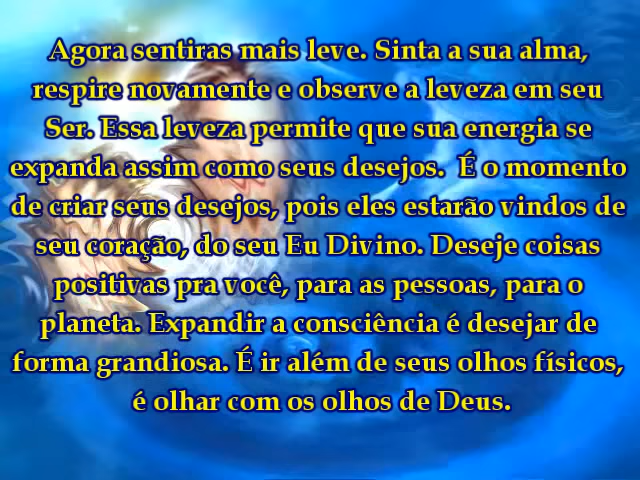 Agora sentiras mais leve. Sinta a sua alma,
respire novamente e observe a leveza em seu
Ser. Essa leveza permite que sua energia se
expanda assim como seus desejos. É o momento
de criar seus desejos, pois eles estarão vindos de
seu coração, do seu Eu Divino. Deseje coisas
positivas pra você, para as pessoas, para o
planeta. Expandir a consciência é desejar de
forma grandiosa. É ir além de seus olhos físicos,
é olhar com os olhos de Deus.